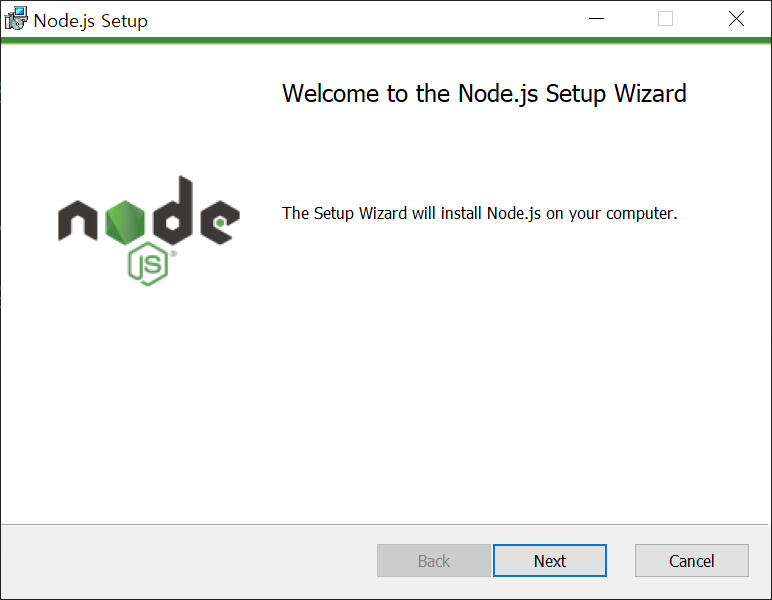 Node.js Setup
Welcome to the Node.js Setup Wizard
The Setup Wizard will install Node.js on your computer.
node
JS®
Back
Next
Cancel